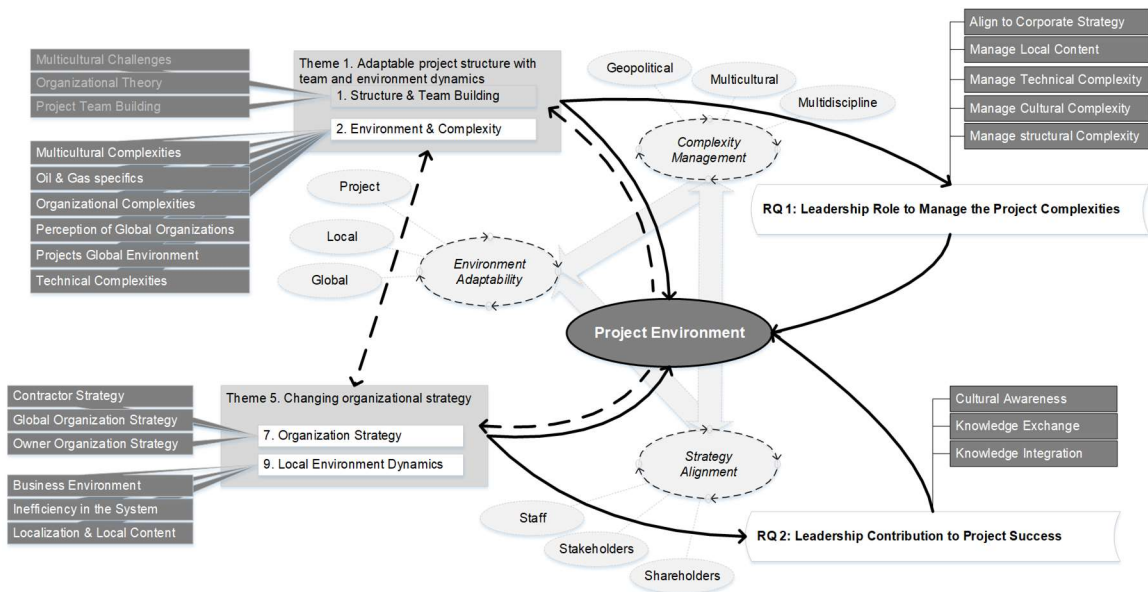 Multicultural Challenges
Organizational Theory
Project Team Building
Multicultural Complexities
Oil & Gas specifics
Organizational Complexities
Perception of Global Organizations
Projects Global Environment
Technical Complexities
Theme 1. Adaptable project structure with
team and environment dynamics
1. Structure & Team Building
2. Environment & Complexity
Geopolitical
Multicultural
Multidiscipline
Complexity
Management
Align to Corporate Strategy
Manage Local Content
Manage Technical Complexity
Manage Cultural Complexity
Manage structural Complexity
RQ 1: Leadership Role to Manage the Project Complexities
Project
Local
Global
Environment
Adaptability
Project Environment
Contractor Strategy
Global Organization Strategy
Owner Organization Strategy
Business Environment
Inefficiency in the System
Localization & Local Content
Theme 5. Changing organizational strategy
7. Organization Strategy
9. Local Environment Dynamics
Strategy
Alignment
Staff
Stakeholders
Shareholders
Cultural Awareness
Knowledge Exchange
Knowledge Integration
RQ 2: Leadership Contribution to Project Success